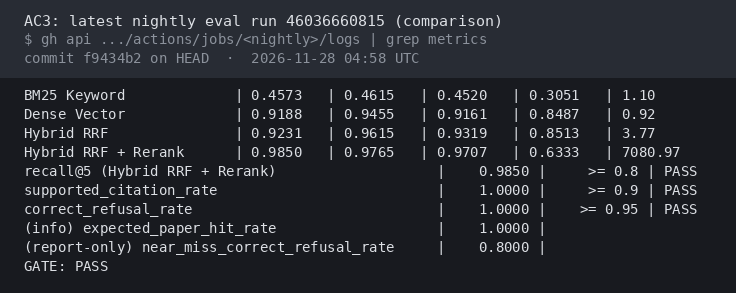 AC3: latest nightly eval run 46036660815 (comparison)
$ gh api .../actions/jobs/<nightly>/logs | grep metrics
commit f9434b2 on HEAD · 2026-11-28 04:58 UTC
BM25 Keyword | 0.4573 | 0.4615 | 0.4520 | 0.3051 | 1.10
Dense Vector | 0.9188 | 0.9455 | 0.9161 | 0.8487 | 0.92
Hybrid RRF | 0.9231 | 0.9615 | 0.9319 | 0.8513 | 3.77
Hybrid RRF + Rerank | 0.9850 | 0.9765 | 0.9707 | 0.6333 | 7080.97
recall@5 (Hybrid RRF + Rerank) | 0.9850 | >= 0.8 | PASS
supported_citation_rate | 1.0000 | >= 0.9 | PASS
correct_refusal_rate | 1.0000 | >= 0.95 | PASS
(info) expected_paper_hit_rate | 1.0000 |
(report-only) near_miss_correct_refusal_rate | 0.8000 |
GATE: PASS